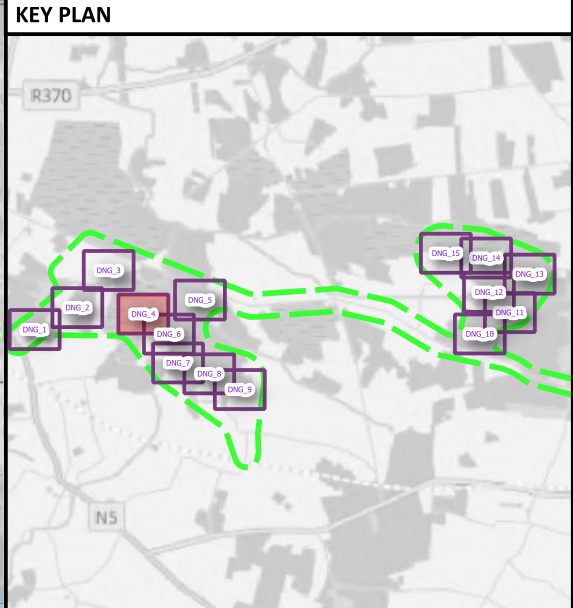 KEY PLAN
R370
DNG_15
DNG_14
DNG_3
DNG_13
DNG_12
DNG_5
DNG_2
DNG_4
DNG_11
DNG_1
DNG_6
DNG_10
DNG_7
DNG_8
DNG_9
N5